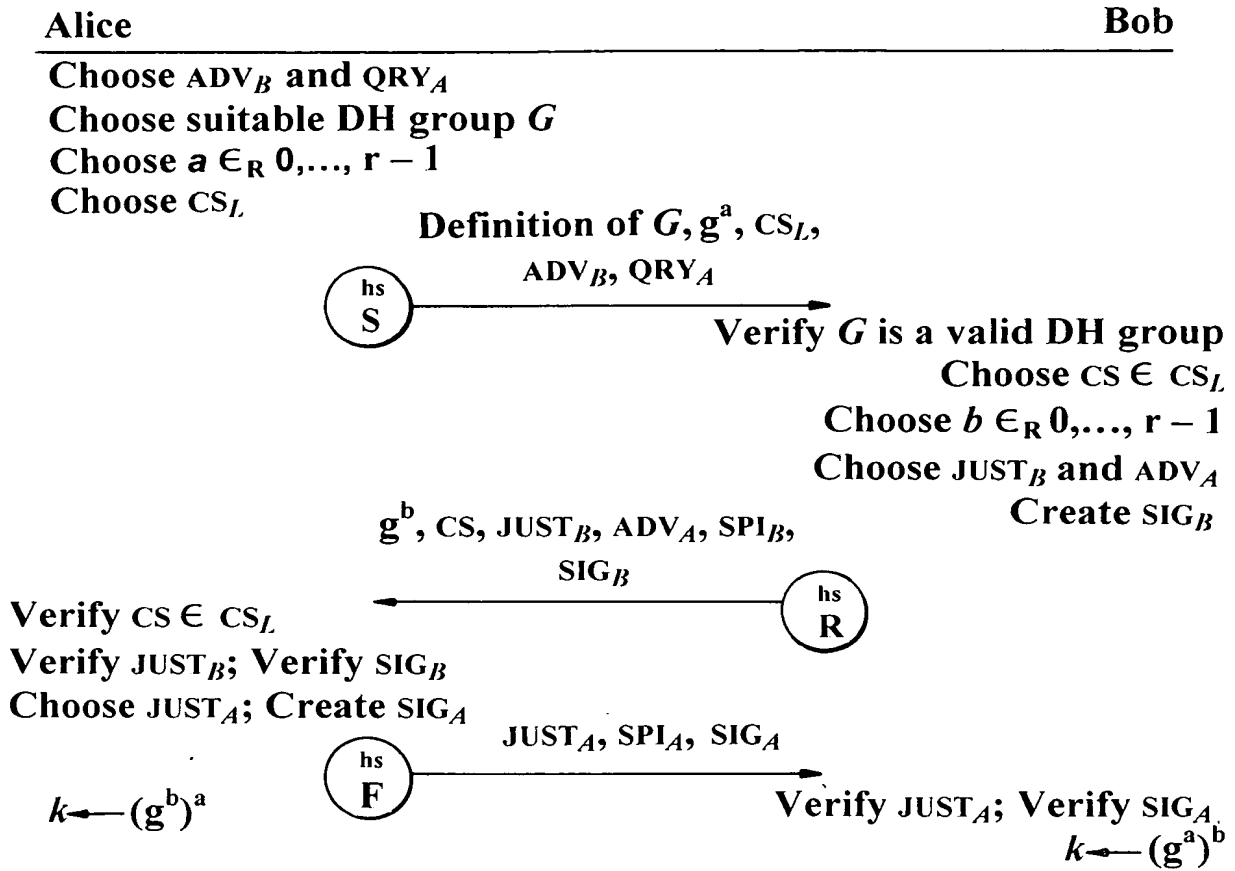 Alice Bob
Choose ADV_B and QRY_A
Choose suitable DH group G
Choose a ∈_R 0,..., r – 1
Choose CS_L
Definition of G, g^a, CS_L,
ADV_B, QRY_A
hs
S
Verify G is a valid DH group
Choose CS ∈ CS_L
Choose b ∈_R 0,..., r – 1
Choose JUST_B and ADV_A
Create SIG_B
g^b, CS, JUST_B, ADV_A, SPI_B,
SIG_B
hs
R
Verify CS ∈ CS_L
Verify JUST_B; Verify SIG_B
Choose JUST_A; Create SIG_A
JUST_A, SPI_A, SIG_A
hs
F
Verify JUST_A; Verify SIG_A
k ← (g^b)^a
k ← (g^a)^b